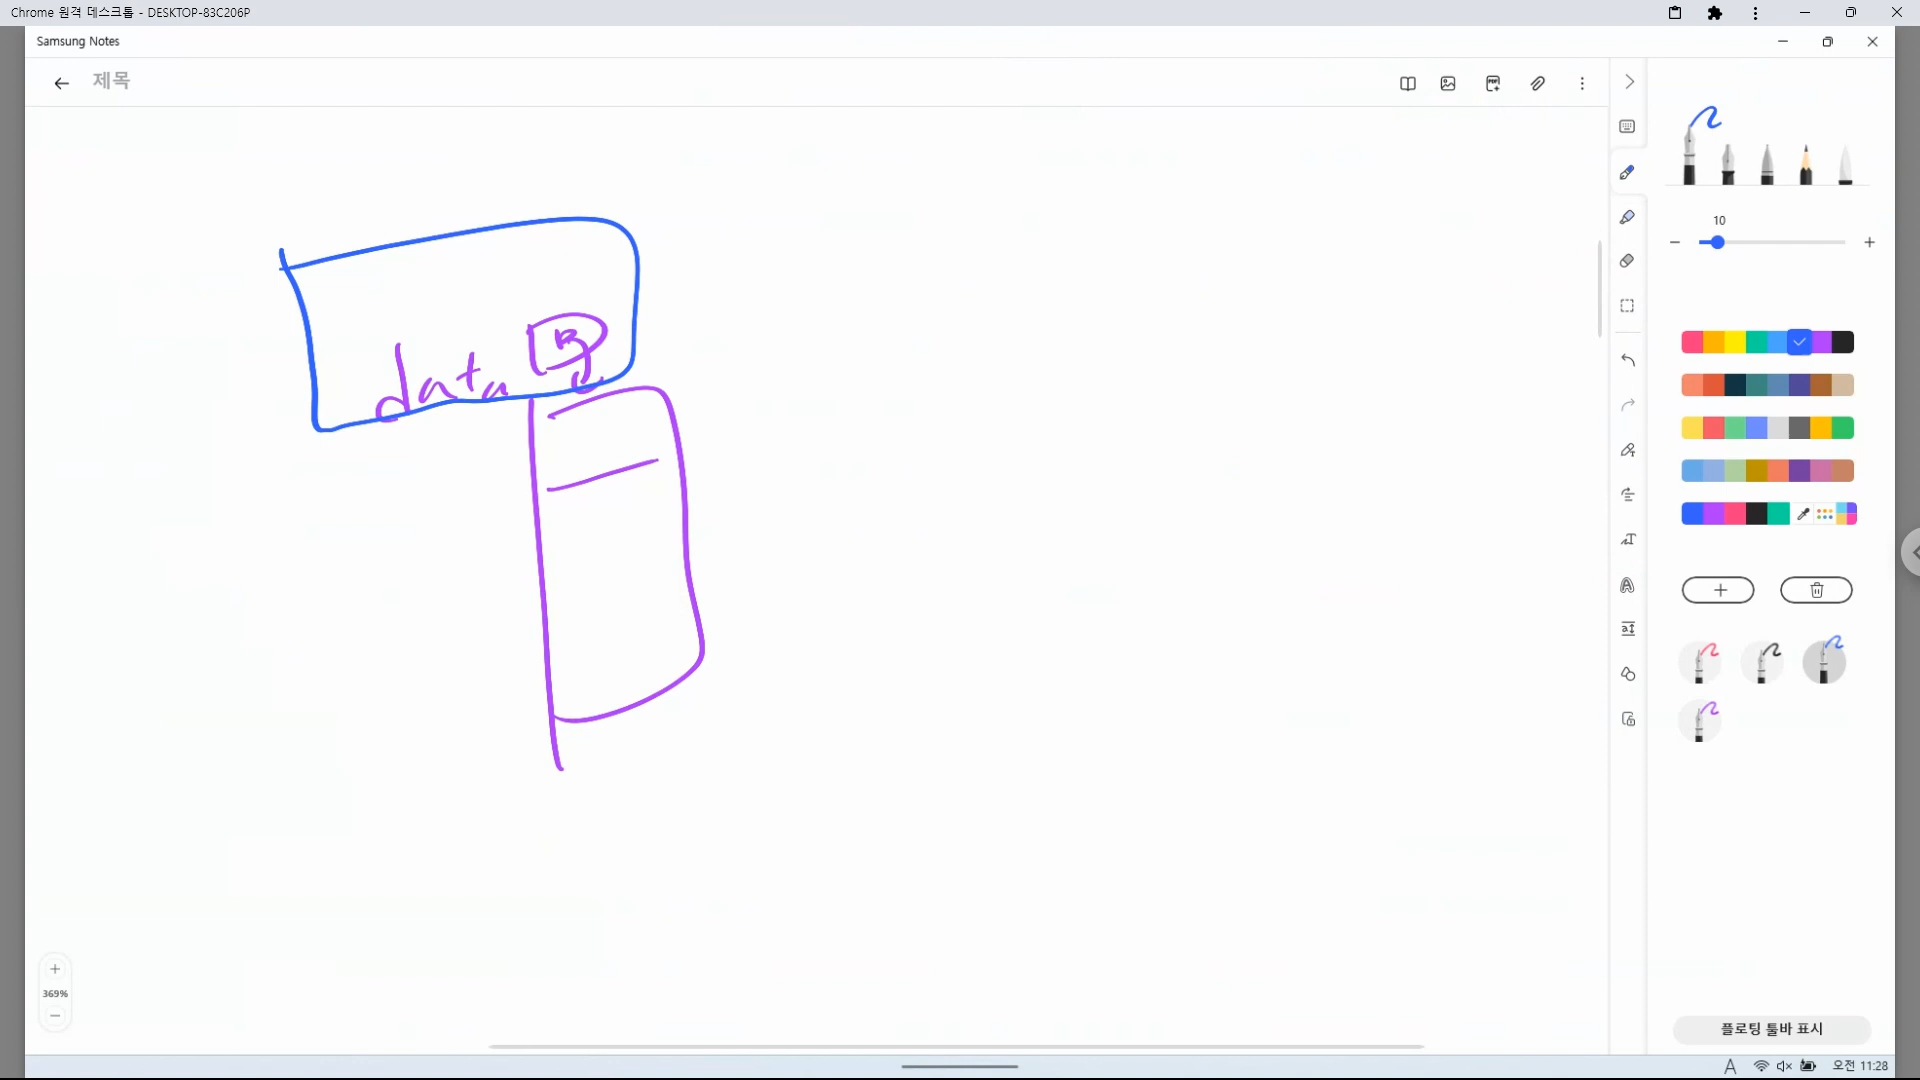 Chrome 원격 데스크톱 - DESKTOP-83C206P
Samsung Notes
제목
10
data
369%
플로팅 툴바 표시
A 오전 11:28